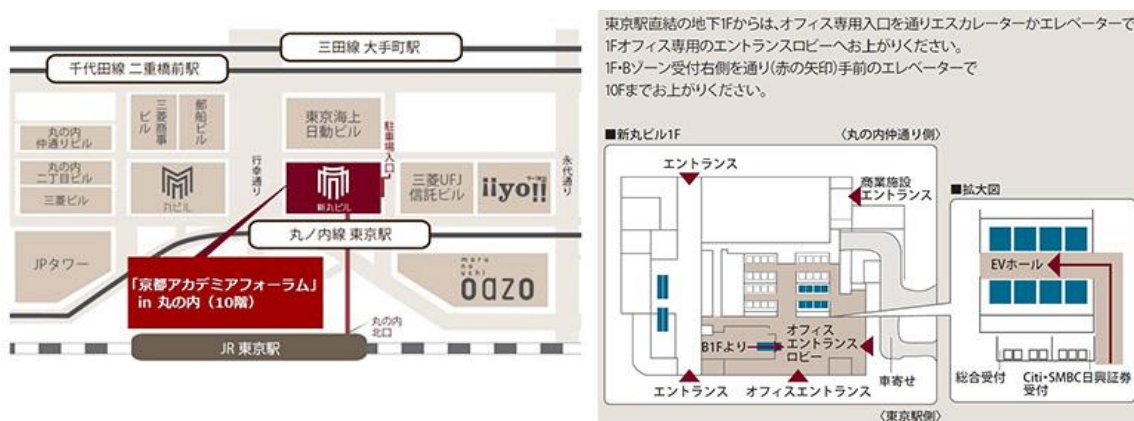 三田線 大手町駅
千代田線 二重橋前駅
丸の内
仲通りビル
三菱商事
ビル
郵船ビル
東京海上
日動ビル
駐車場入口
丸の内
二丁目ビル
三菱ビル
丸ビル
行幸通り
新丸ビル
三菱UFJ
信託ビル
iiyo!!
永代通り
丸ノ内線 東京駅
JPタワー
「京都アカデミアフォーラム」
in 丸の内（10階）
maru
no
uchi
oazo
丸の内
北口
JR 東京駅
東京駅直結の地下1Fからは、オフィス専用入口を通りエスカレーターかエレベーターで
1Fオフィス専用のエントランスロビーへお上がりください。
1F・Bゾーン受付右側を通り(赤の矢印)手前のエレベーターで
10Fまでお上がりください。
■新丸ビル1F
〈丸の内仲通り側〉
エントランス
商業施設
エントランス
オフィス
エントランス
ロビー
B1Fより
エントランス
オフィスエントランス
車寄せ
〈東京駅側〉
■拡大図
EVホール
総合受付
Citi・SMBC日興証券
受付